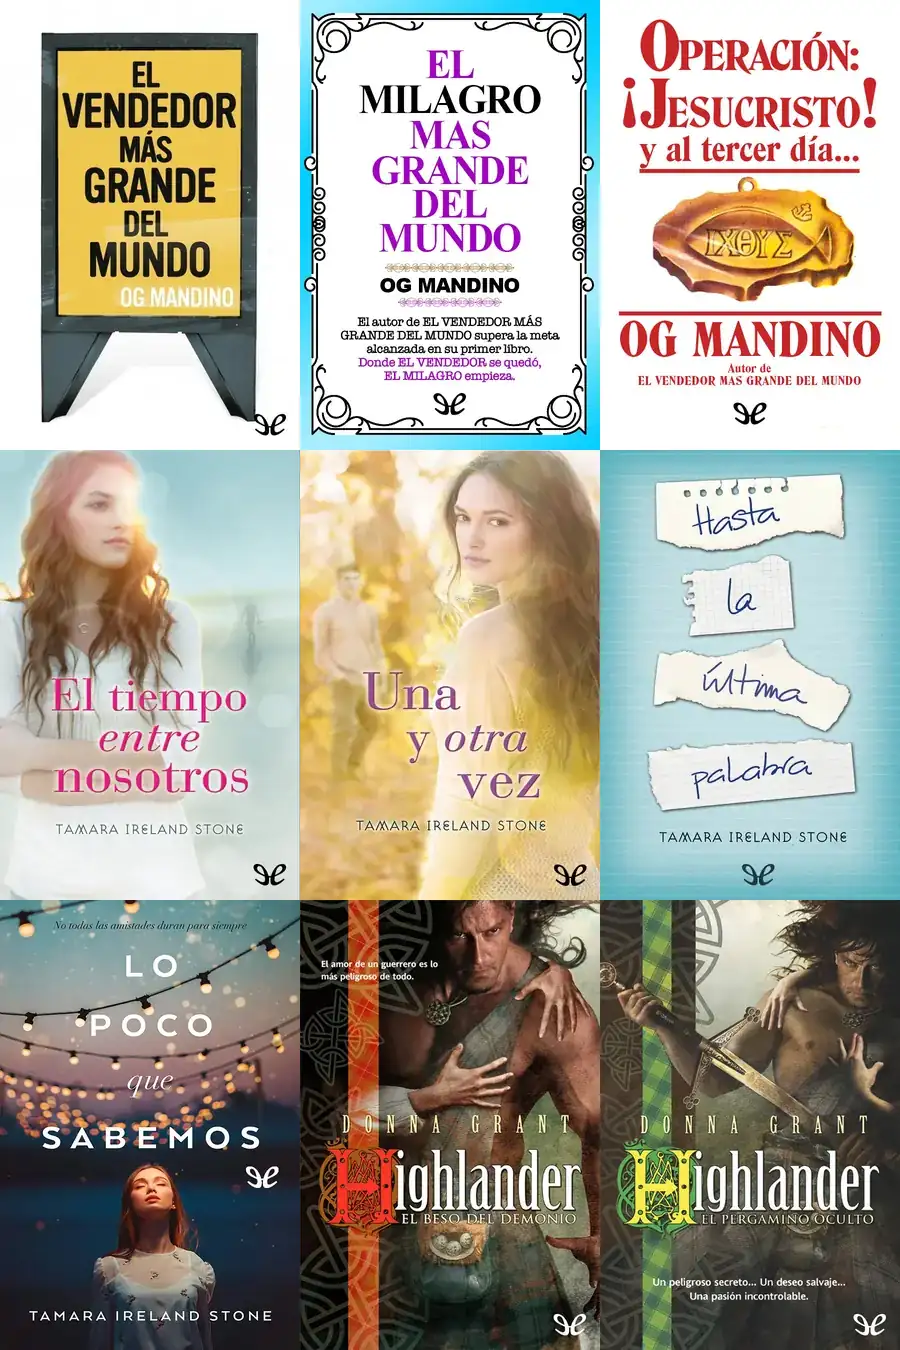 EL
VENDEDOR
MÁS
GRANDE
DEL
MUNDO
OG MANDINO
EL
MILAGRO
MAS
GRANDE
DEL
MUNDO
OG MANDINO
El autor de EL VENDEDOR MÁS
GRANDE DEL MUNDO supera la meta
alcanzada en su primer libro.
Donde EL VENDEDOR se quedó,
EL MILAGRO empieza.
OPERACIÓN:
¡JESUCRISTO!
y al tercer día...
ΙΧΘΥΣ
OG MANDINO
Autor de
EL VENDEDOR MAS GRANDE DEL MUNDO
El tiempo
entre
nosotros
TAMARA IRELAND STONE
Una
y otra
vez
TAMARA IRELAND STONE
Hasta
la
última
palabra
TAMARA IRELAND STONE
No todas las amistades duran para siempre
LO
POCO
que
SABEMOS
TAMARA IRELAND STONE
El amor de un guerrero es lo
más peligroso de todo.
DONNA GRANT
Highlander
EL BESO DEL DEMONIO
DONNA GRANT
Highlander
EL PERGAMINO OCULTO
Un peligroso secreto... Un deseo salvaje...
Una pasión incontrolable.